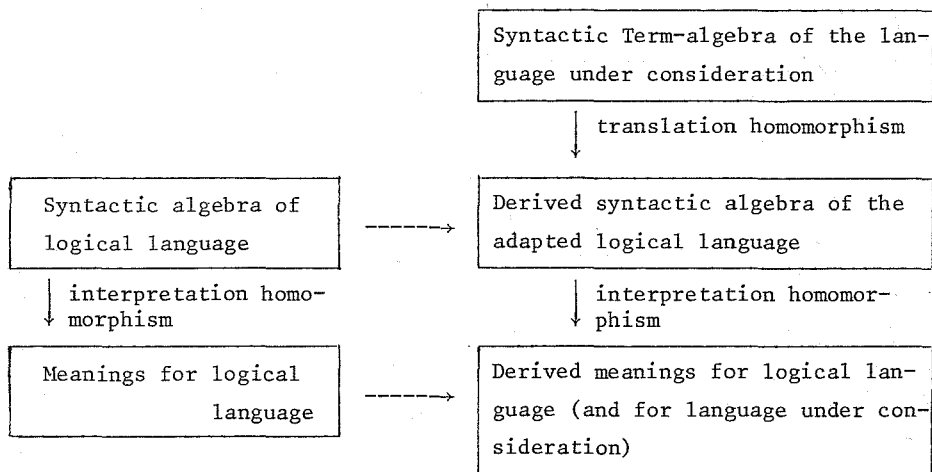 Syntactic Term-algebra of the lan-
guage under consideration
translation homomorphism
Syntactic algebra of
logical language
Derived syntactic algebra of the
adapted logical language
interpretation homo-
morphism
interpretation homomor-
phism
Meanings for logical
language
Derived meanings for logical lan-
guage (and for language under con-
sideration)